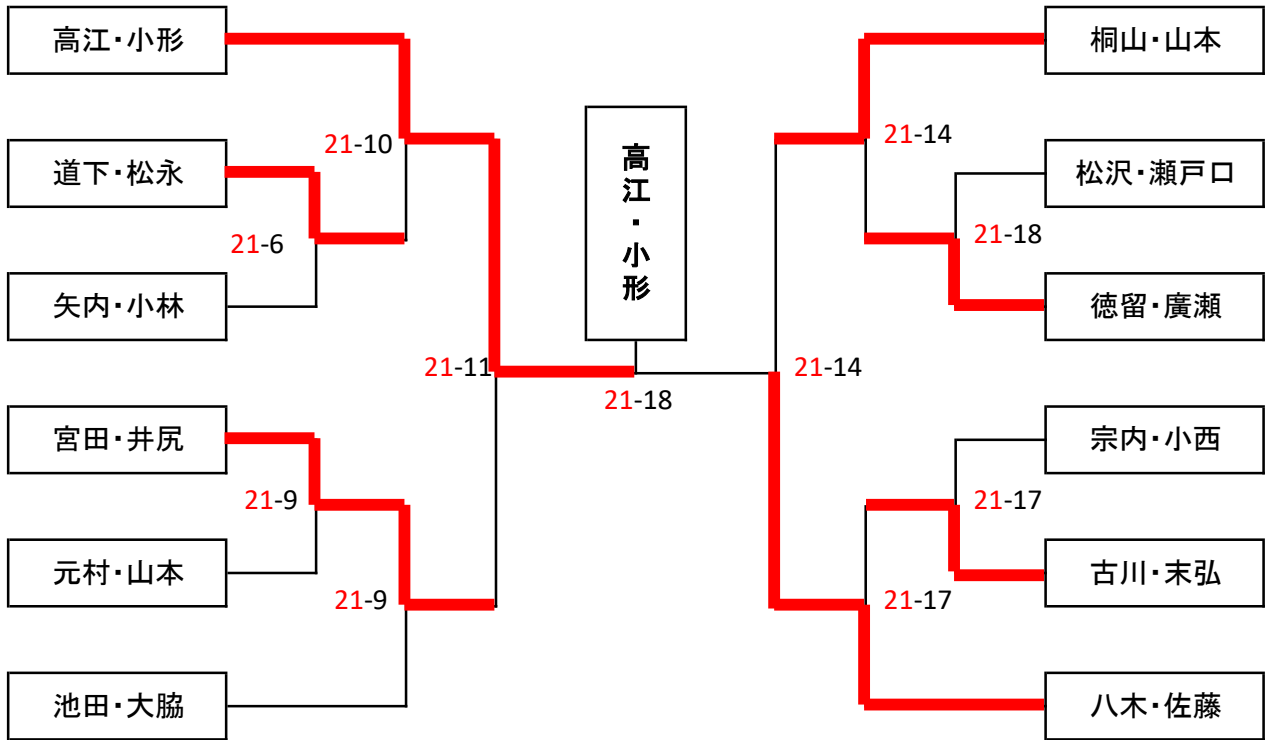 高江・小形
道下・松永
矢内・小林
宮田・井尻
元村・山本
池田・大脇
21-10
21-6
21-11
21-9
21-9
高江・小形
21-18
21-14
21-14
21-18
21-17
21-17
桐山・山本
松沢・瀬戸口
徳留・廣瀬
宗内・小西
古川・末弘
八木・佐藤